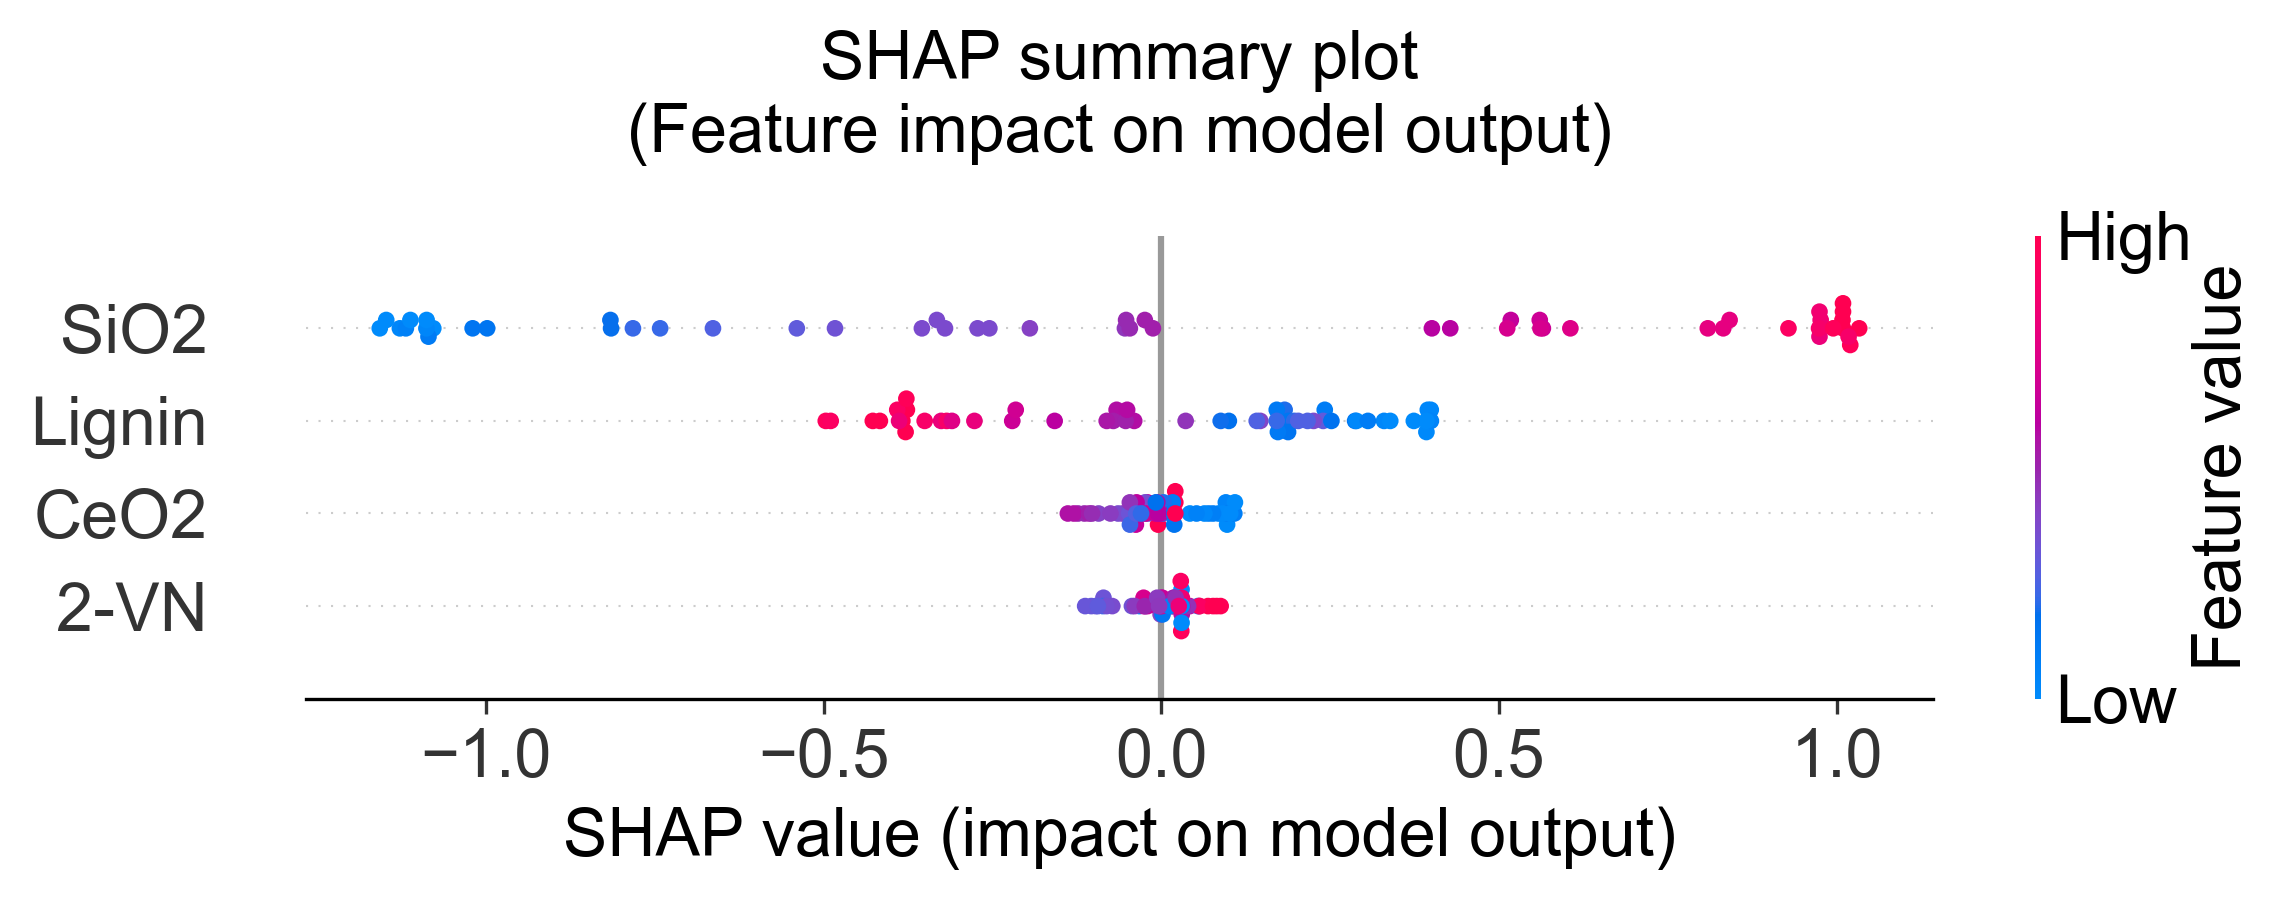 SHAP summary plot
(Feature impact on model output)
High
SiO2
Lignin
CeO2
2-VN
Feature value
Low
−1.0 −0.5 0.0 0.5 1.0
SHAP value (impact on model output)